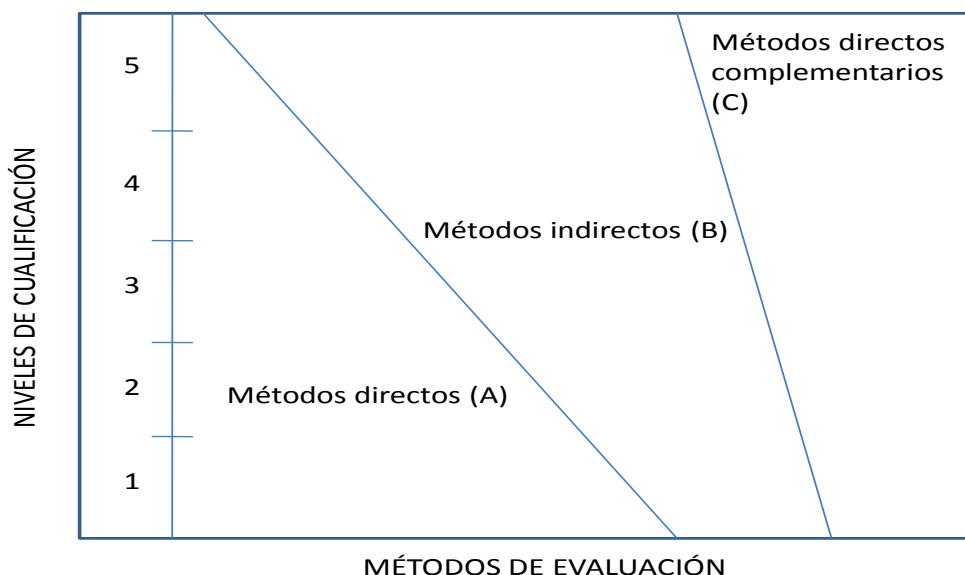 NIVELES DE CUALIFICACIÓN
5
4
3
2
1
Métodos directos
complementarios
(C)
Métodos indirectos (B)
Métodos directos (A)
MÉTODOS DE EVALUACIÓN